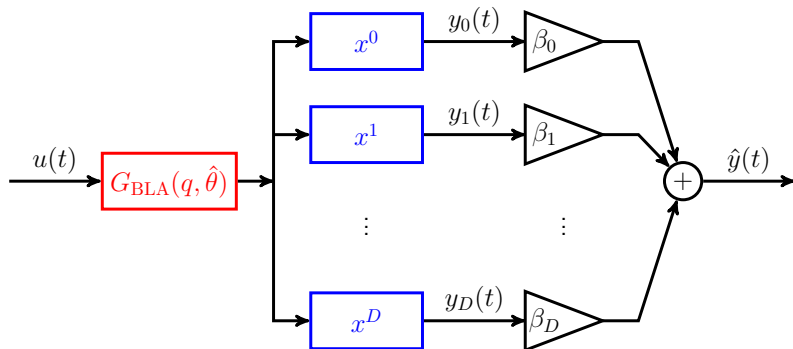 x^0 y_0(t) β_0
x^1 y_1(t) β_1
u(t) G_BLA(q, θ̂) + ŷ(t)
⋮ ⋮
x^D y_D(t) β_D